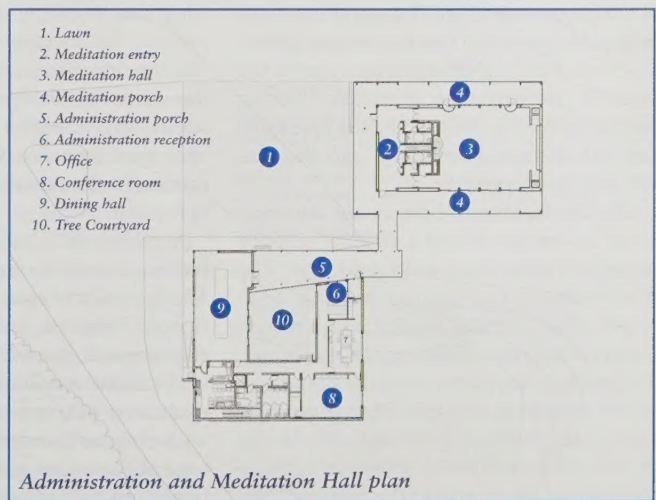 1. Lawn
2. Meditation entry
3. Meditation hall
4. Meditation porch
5. Administration porch
6. Administration reception
7. Office
8. Conference room
9. Dining hall
10. Tree Courtyard
4
2
3
1
4
5
6
9
10
7
8
Administration and Meditation Hall plan